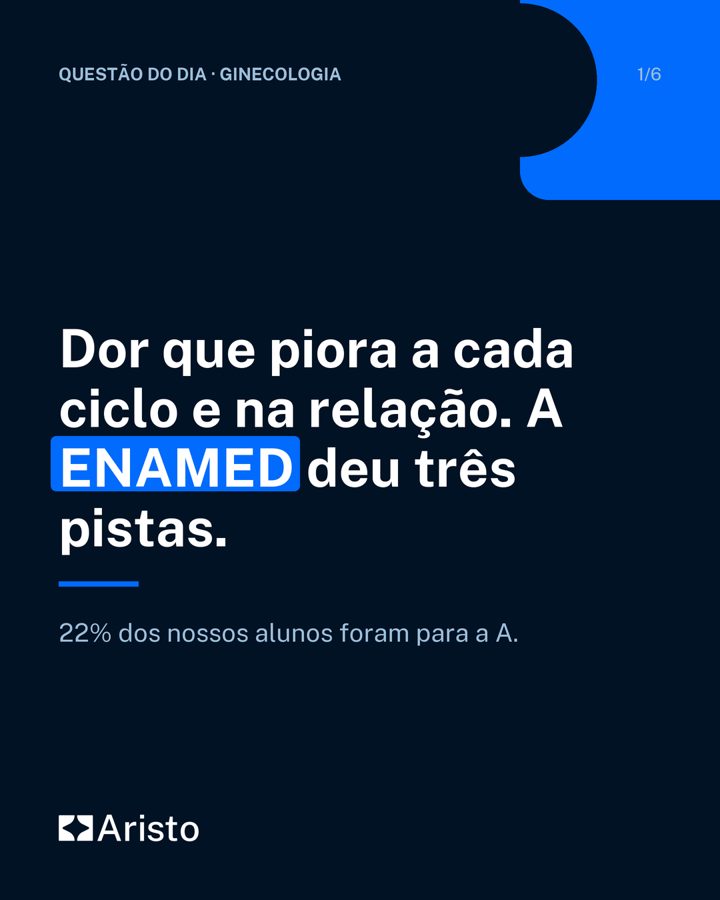 QUESTÃO DO DIA · GINECOLOGIA
1/6
Dor que piora a cada
ciclo e na relação. A
ENAMED deu três
pistas.
22% dos nossos alunos foram para a A.
Aristo